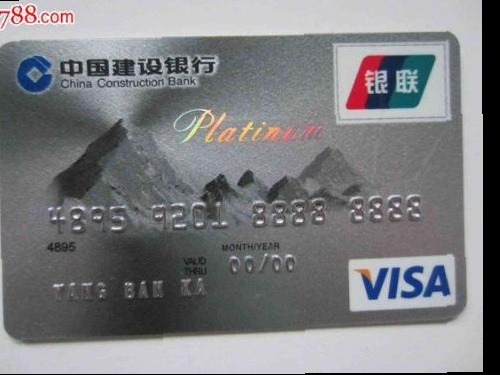 788.com
中国建设银行
China Construction Bank
银联
Platinum
4895 9201 8888 8888
4895
MONTH/YEAR
VALID THRU 00/00
YANG BAN KA
VISA